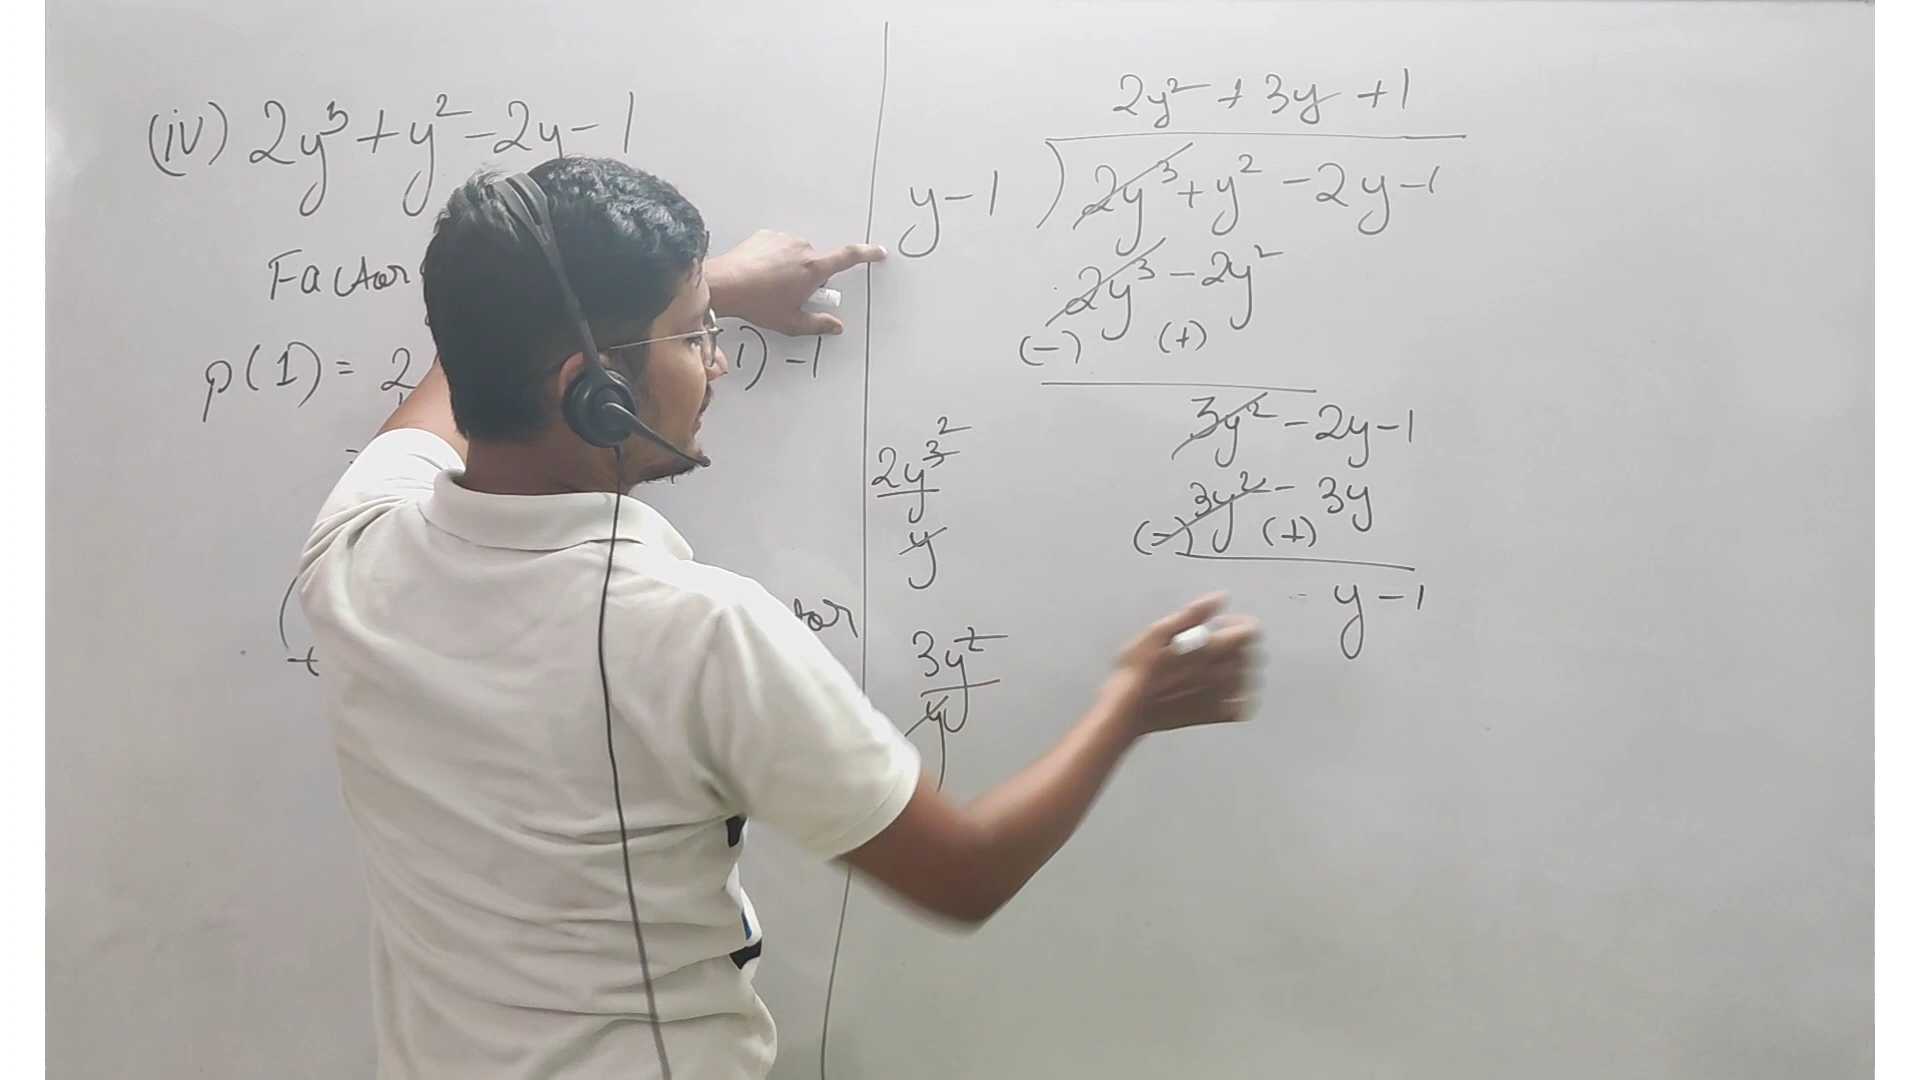 (iv) 2y³ + y² - 2y - 1
Factor
p(1) = 2 1) - 1
=
2y² + 3y + 1
y - 1 ) 2y³ + y² - 2y - 1
2y³ - 2y²
(-) (+)
3y² - 2y - 1
3y² - 3y
(-) (+)
y - 1
2y³ 2
y
3y²
y